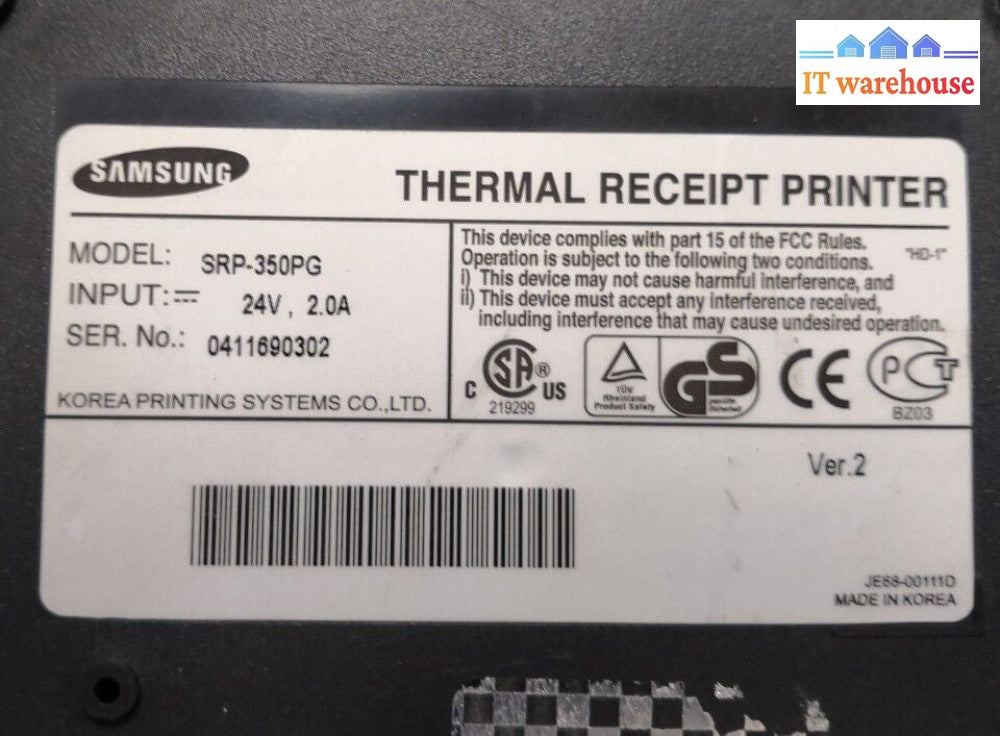 IT warehouse
SAMSUNG
THERMAL RECEIPT PRINTER
MODEL: SRP-350PG
INPUT: 24V , 2.0A
SER. No.: 0411690302
KOREA PRINTING SYSTEMS CO.,LTD.
This device complies with part 15 of the FCC Rules.
"HD-1"
Operation is subject to the following two conditions.
i) This device may not cause harmful interference, and
ii) This device must accept any interference received,
including interference that may cause undesired operation.
C SA® US
219299
TÜV
Rheinland
Product Safety
GS
geprüfte
Sicherheit
CE
PCT
BZ03
Ver.2
JE68-00111D
MADE IN KOREA